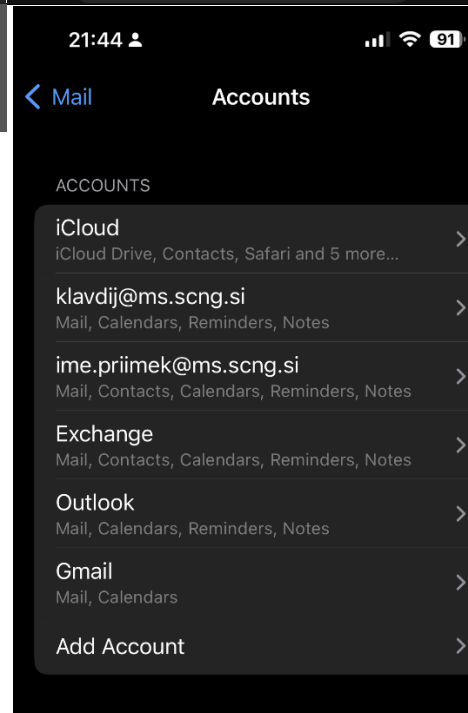 21:44
91
Mail
Accounts
ACCOUNTS
iCloud
iCloud Drive, Contacts, Safari and 5 more...
klavdij@ms.scng.si
Mail, Calendars, Reminders, Notes
ime.priimek@ms.scng.si
Mail, Contacts, Calendars, Reminders, Notes
Exchange
Mail, Contacts, Calendars, Reminders, Notes
Outlook
Mail, Calendars, Reminders, Notes
Gmail
Mail, Calendars
Add Account